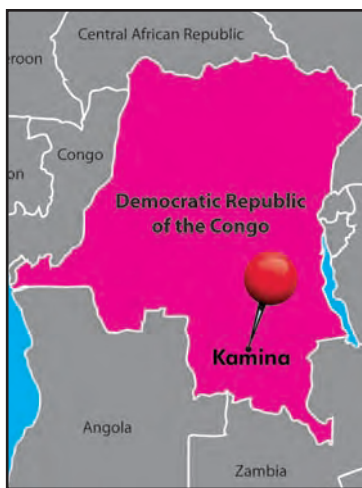 Central African Republic
eroon
Congo
on
Democratic Republic
of the Congo
Kamina
Angola
Zambia